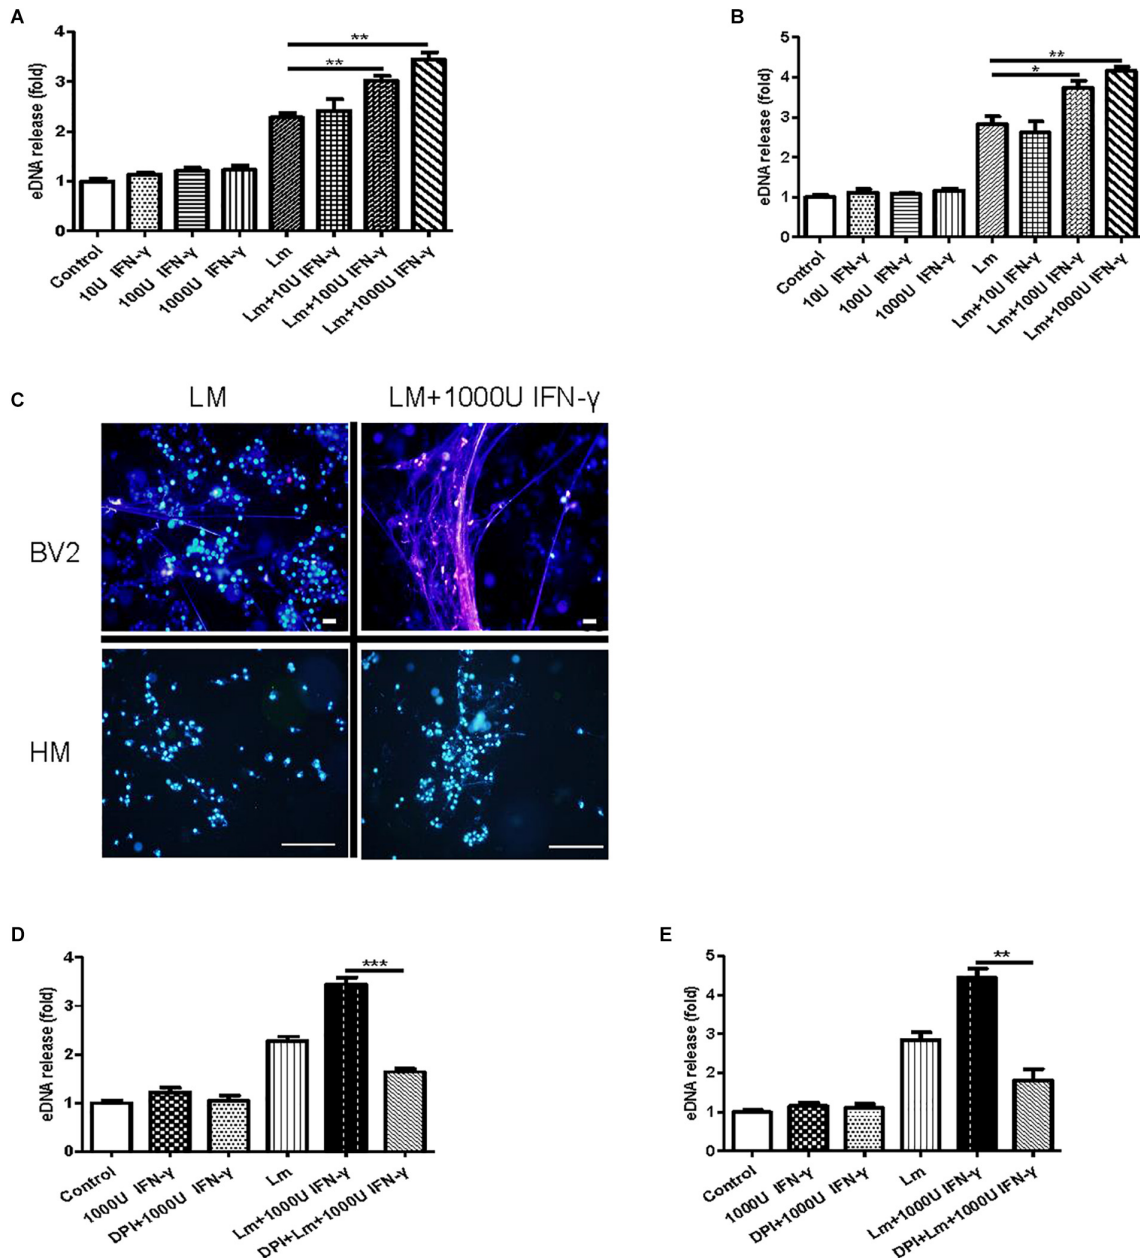 A
eDNA release (fold)
4
3
2
1
0
**
**
Control
10U IFN-γ
100U IFN-γ
1000U IFN-γ
Lm
Lm+10U IFN-γ
Lm+100U IFN-γ
Lm+1000U IFN-γ
B
eDNA release (fold)
5
4
3
2
1
0
**
*
Control
10U IFN-γ
100U IFN-γ
1000U IFN-γ
Lm
Lm+10U IFN-γ
Lm+100U IFN-γ
Lm+1000U IFN-γ
C
LM
LM+1000U IFN-γ
BV2
HM
D
eDNA release (fold)
4
3
2
1
0
***
Control
1000U IFN-γ
DPI+1000U IFN-γ
Lm
Lm+1000U IFN-γ
DPI+Lm+1000U IFN-γ
E
eDNA release (fold)
5
4
3
2
1
0
**
Control
1000U IFN-γ
DPI+1000U IFN-γ
Lm
Lm+1000U IFN-γ
DPI+Lm+1000U IFN-γ